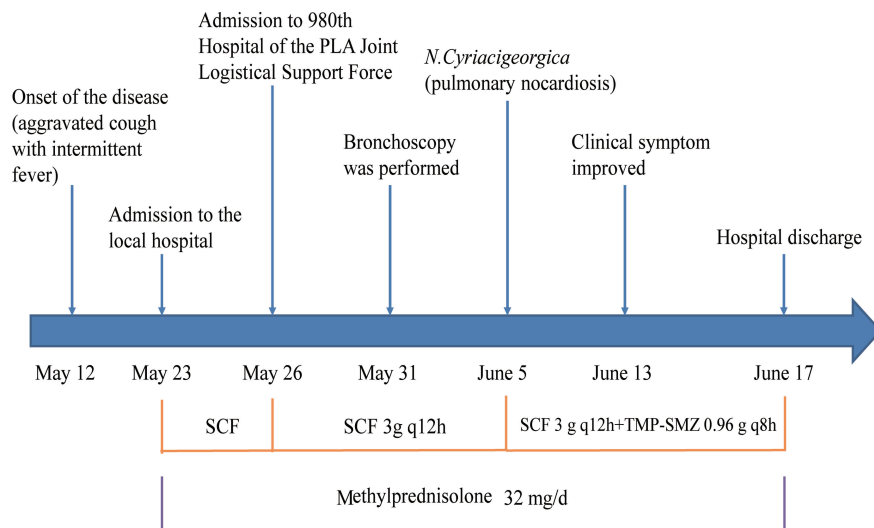 Onset of the disease
(aggravated cough
with intermittent
fever)
Admission to the
local hospital
Admission to 980th
Hospital of the PLA Joint
Logistical Support Force
Bronchoscopy
was performed
N.Cyriacigeorgica
(pulmonary nocardiosis)
Clinical symptom
improved
Hospital discharge
May 12
May 23
May 26
May 31
June 5
June 13
June 17
SCF
SCF 3g q12h
SCF 3 g q12h+TMP-SMZ 0.96 g q8h
Methylprednisolone 32 mg/d